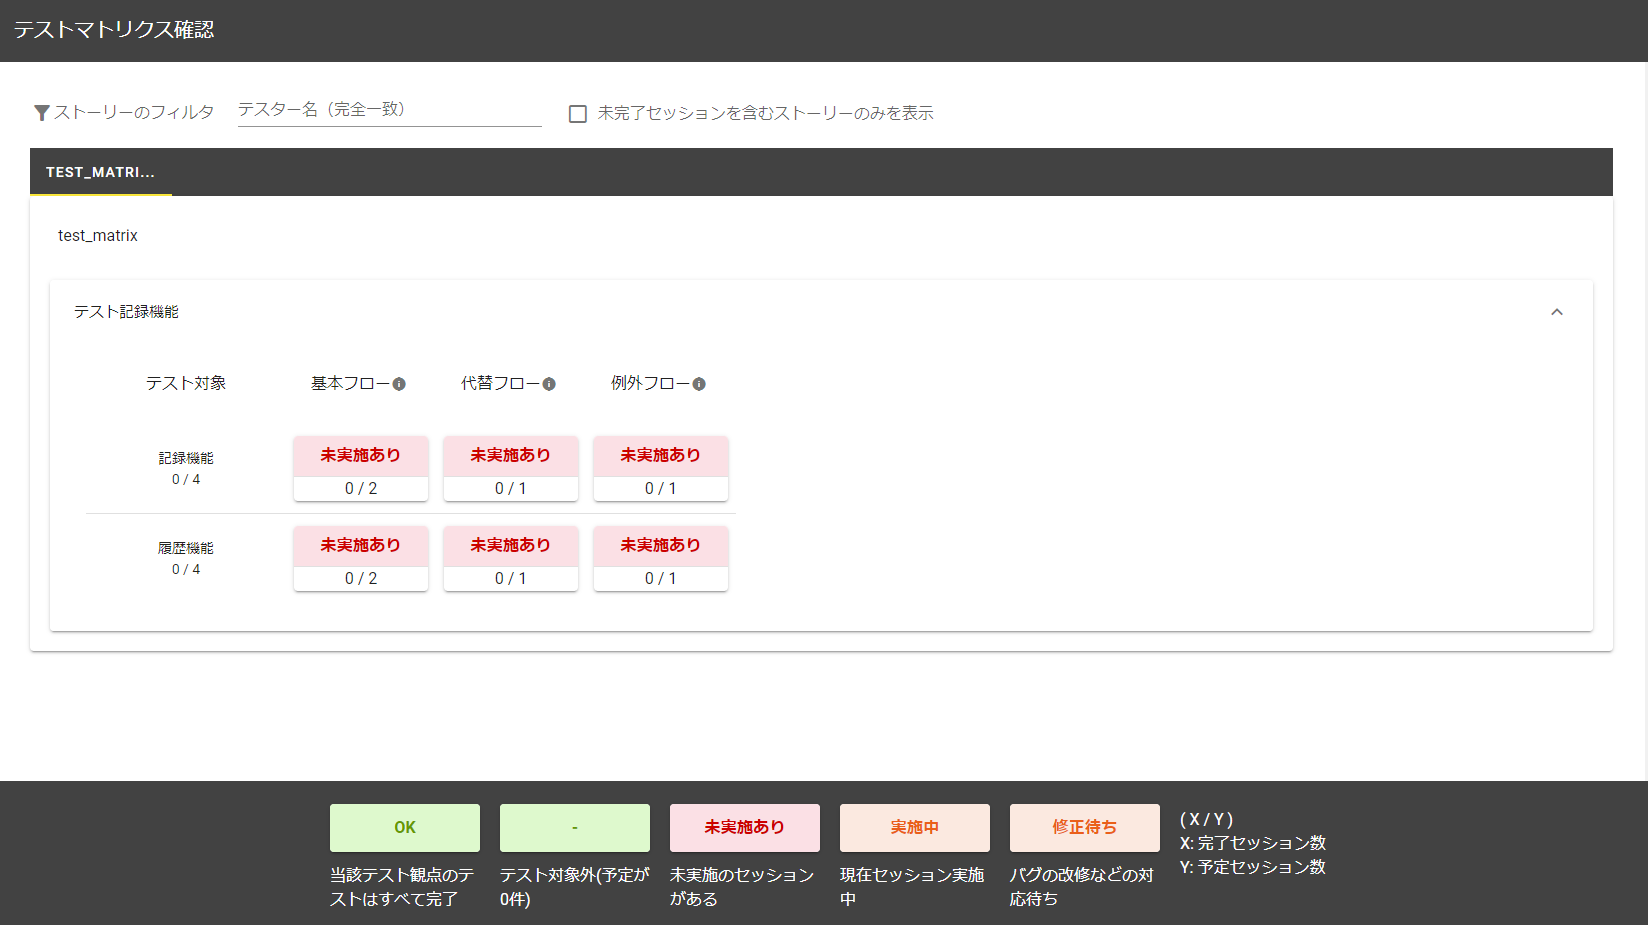 テストマトリクス確認
ストーリーのフィルタ テスター名（完全一致） 未完了セッションを含むストーリーのみを表示
TEST_MATRI...
test_matrix
テスト記録機能
テスト対象 基本フロー 代替フロー 例外フロー
未実施あり 未実施あり 未実施あり
記録機能
0 / 4
0 / 2 0 / 1 0 / 1
未実施あり 未実施あり 未実施あり
履歴機能
0 / 4
0 / 2 0 / 1 0 / 1
OK
当該テスト観点のテ
ストはすべて完了
-
テスト対象外(予定が
0件)
未実施あり
未実施のセッション
がある
実施中
現在セッション実施
中
修正待ち
バグの改修などの対
応待ち
( X / Y )
X: 完了セッション数
Y: 予定セッション数